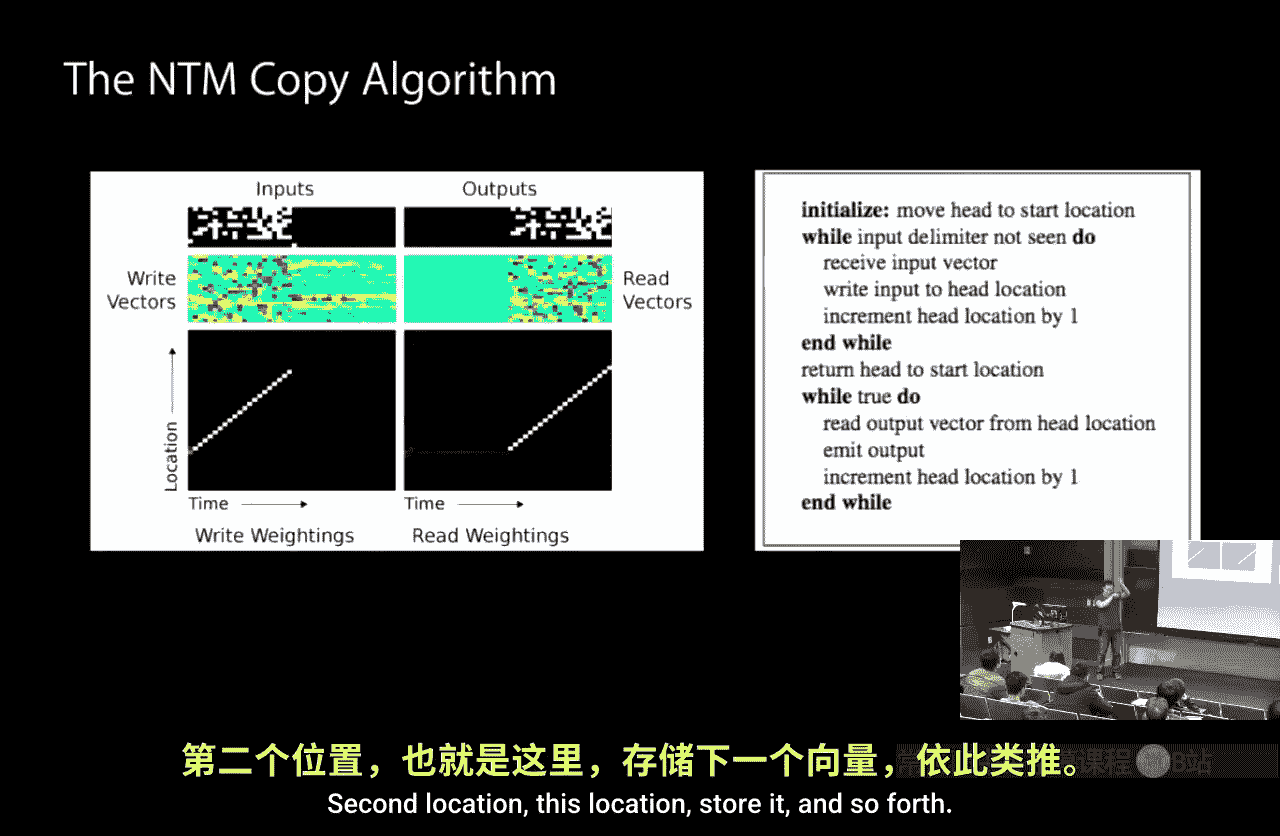 The NTM Copy Algorithm
Inputs
Outputs
Write
Vectors
Read
Vectors
Location
Time
Time
Write Weightings
Read Weightings
initialize: move head to start location
while input delimiter not seen do
receive input vector
write input to head location
increment head location by 1
end while
return head to start location
while true do
read output vector from head location
emit output
increment head location by 1
end while
第二个位置，也就是这里，存储下一个向量，依此类推。
课程
B站
Second location, this location, store it, and so forth.